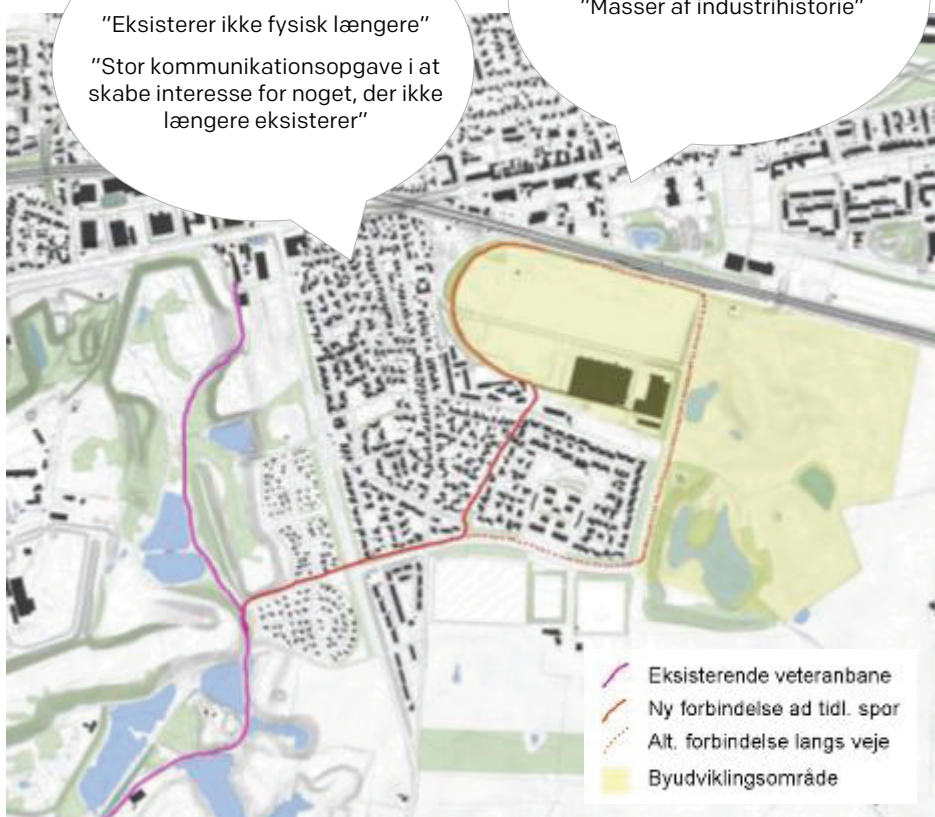 ”Eksisterer ikke fysisk længere”
”Stor kommunikationsopgave i at
skabe interesse for noget, der ikke
længere eksisterer”
”Masser af industrihistorie”
Eksisterende veteranbane
Ny forbindelse ad tidl. spor
Alt. forbindelse langs veje
Byudviklingsområde